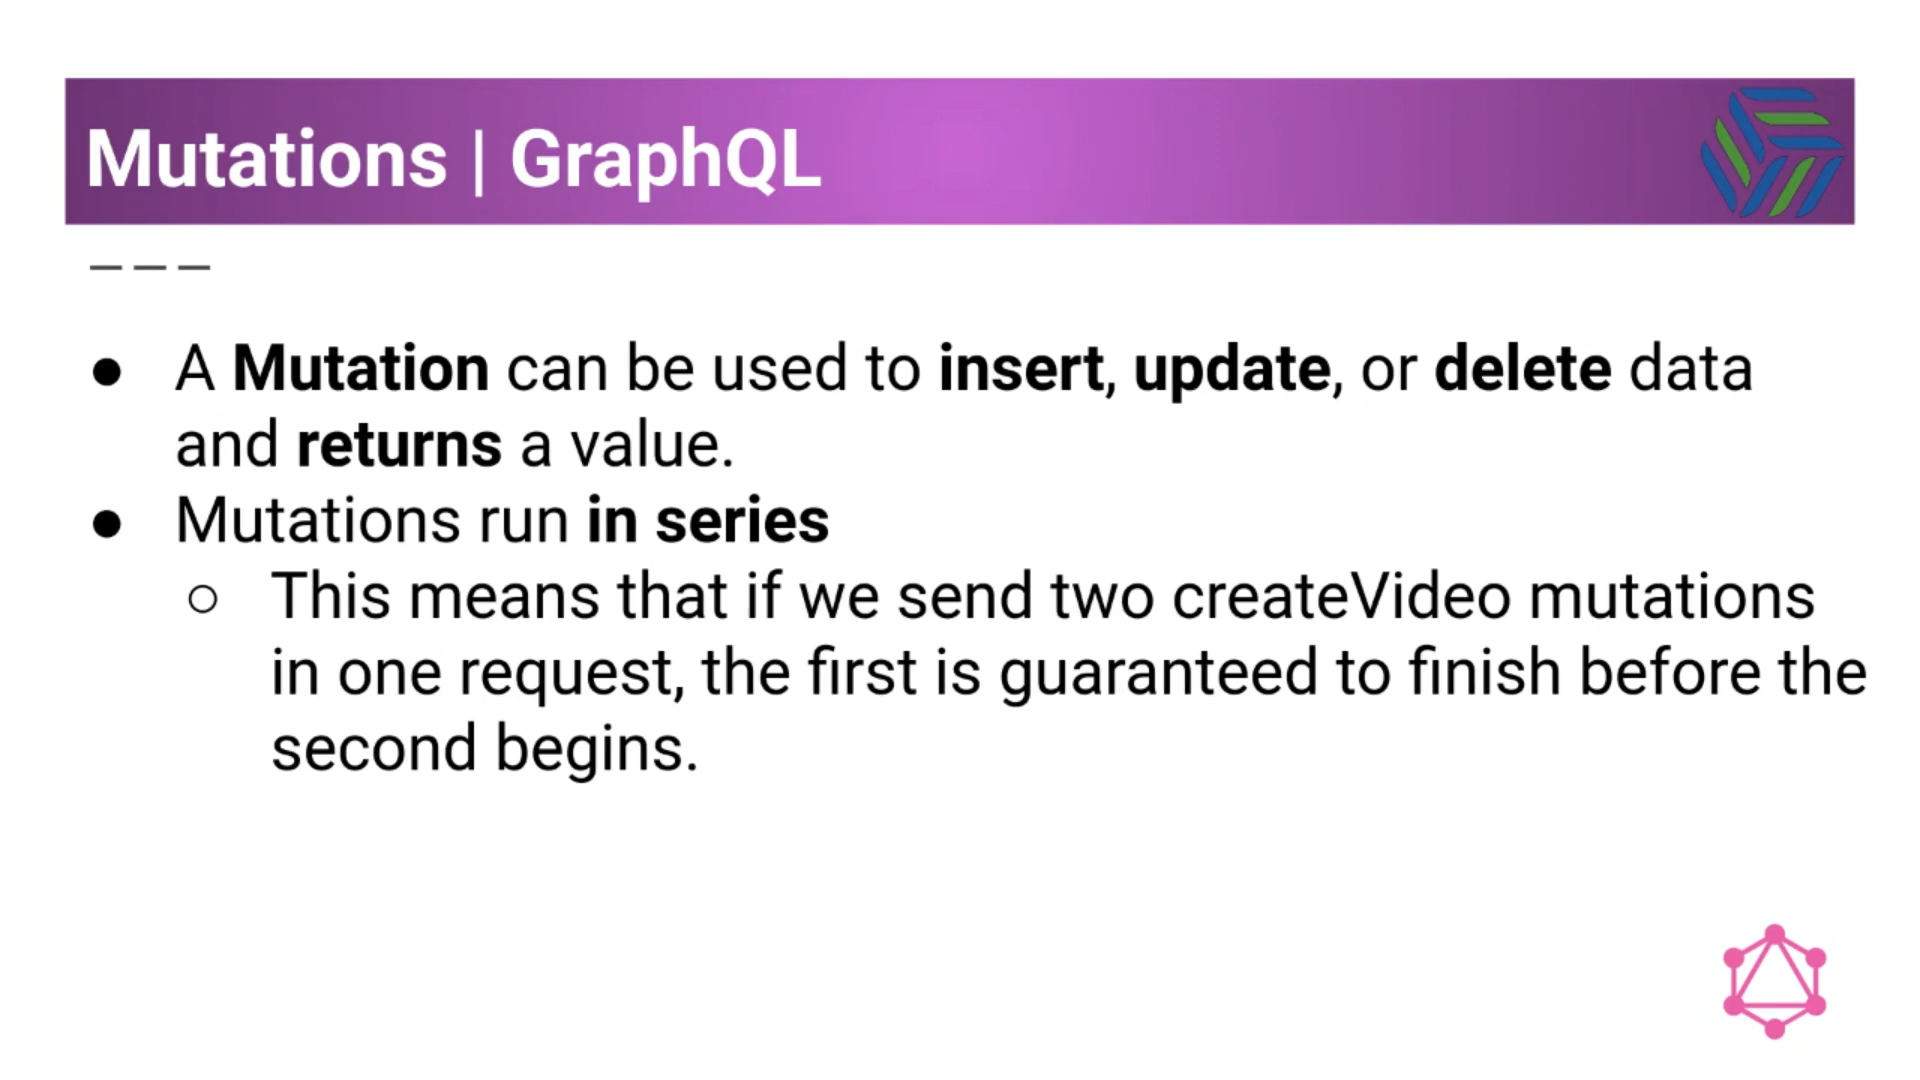 Mutations | GraphQL
● A Mutation can be used to insert, update, or delete data
and returns a value.
● Mutations run in series
○ This means that if we send two createVideo mutations
in one request, the first is guaranteed to finish before the
second begins.